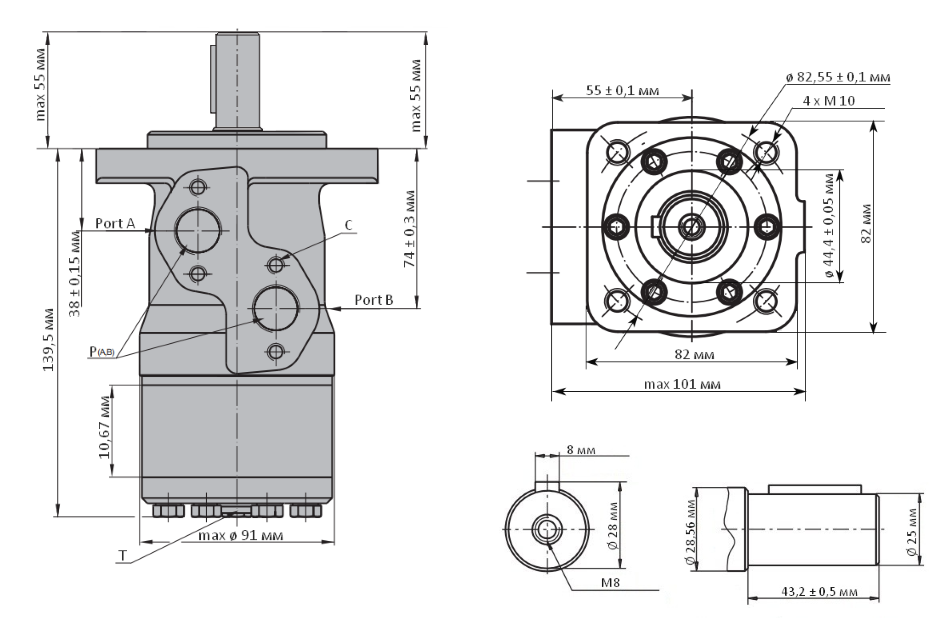 max 55 мм
max 55 мм
Port A
38 ± 0,15 мм
C
74 ± 0,3 мм
Port B
139,5 мм
P(A,B)
10,67 мм
max ø 91 мм
T
55 ± 0,1 мм
ø 82,55 ± 0,1 мм
4 x M 10
ø 44,4 ± 0,05 мм
82 мм
82 мм
max 101 мм
8 мм
Ø 28 мм
M8
Ø 28,56 мм
Ø 25 мм
43,2 ± 0,5 мм